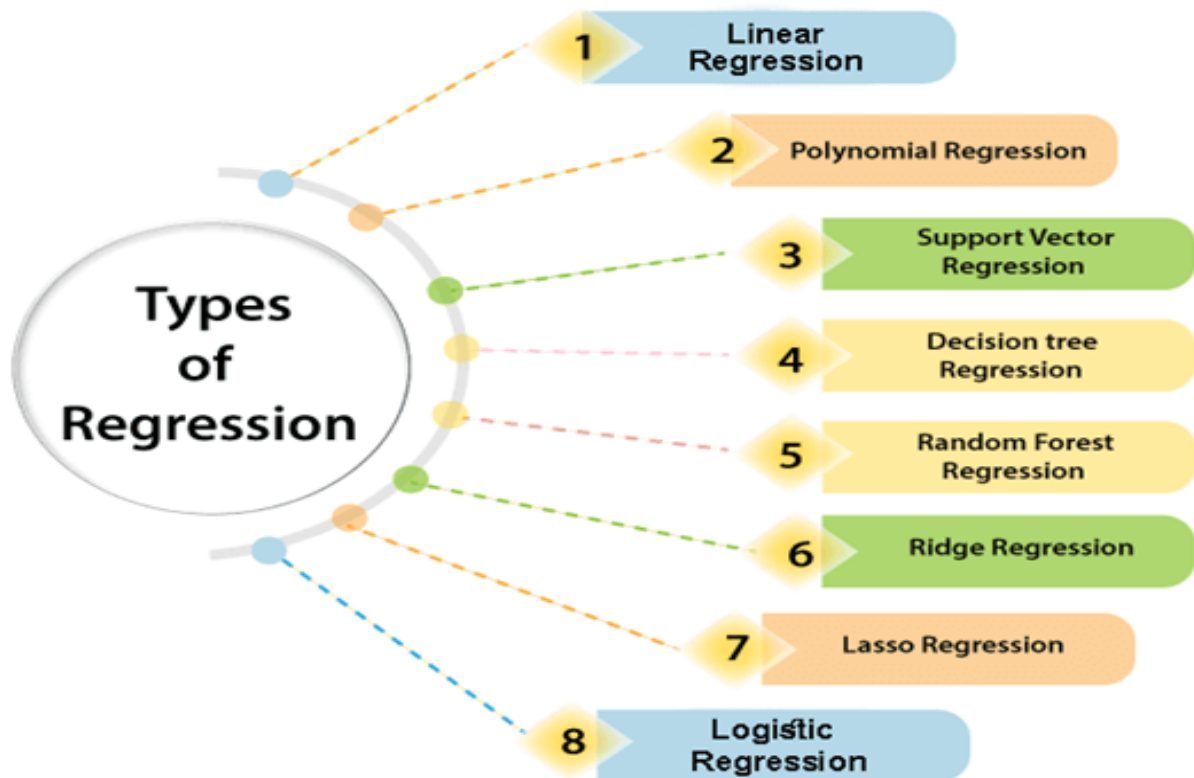 Types
of
Regression
1
Linear
Regression
2
Polynomial Regression
3
Support Vector
Regression
4
Decision tree
Regression
5
Random Forest
Regression
6
Ridge Regression
7
Lasso Regression
8
Logistic
Regression